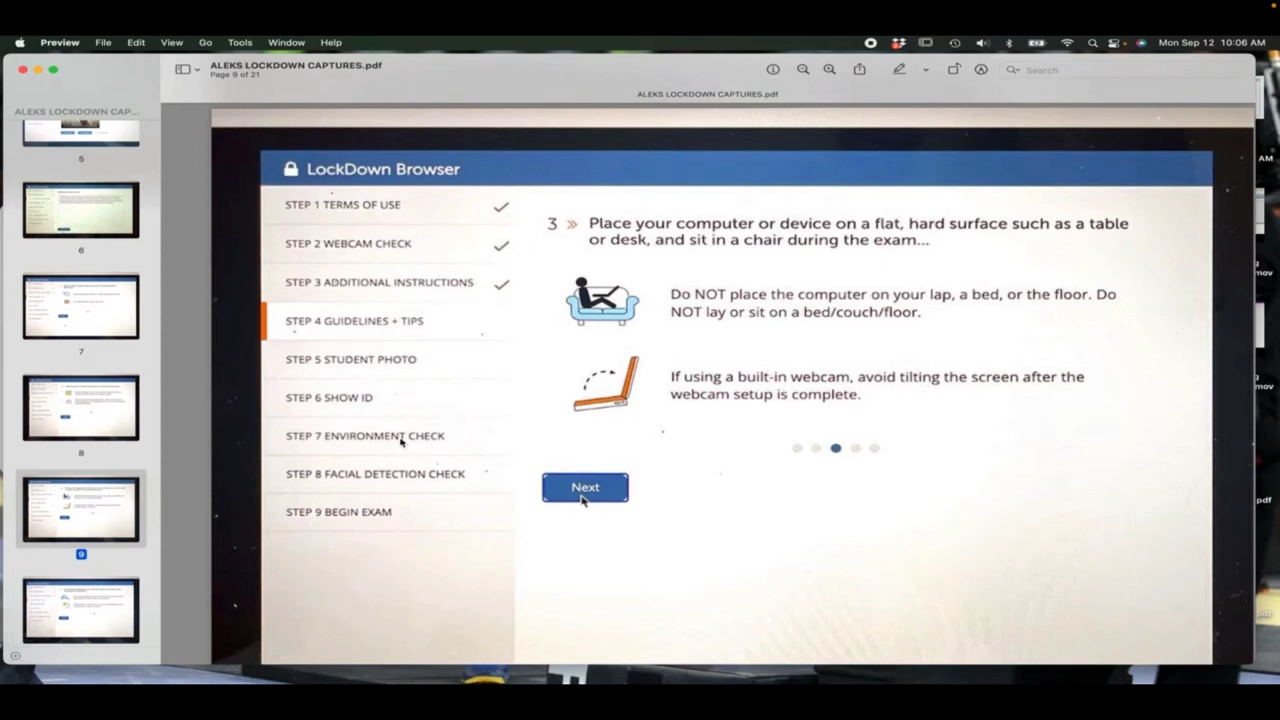 Preview File Edit View Go Tools Window Help Mon Sep 12 10:06 AM
ALEKS LOCKDOWN CAPTURES.pdf
Page 9 of 21
Search
ALEKS LOCKDOWN CAP...
ALEKS LOCKDOWN CAPTURES.pdf
5
6
7
8
9
LockDown Browser
STEP 1 TERMS OF USE
STEP 2 WEBCAM CHECK
STEP 3 ADDITIONAL INSTRUCTIONS
STEP 4 GUIDELINES + TIPS
STEP 5 STUDENT PHOTO
STEP 6 SHOW ID
STEP 7 ENVIRONMENT CHECK
STEP 8 FACIAL DETECTION CHECK
STEP 9 BEGIN EXAM
3 » Place your computer or device on a flat, hard surface such as a table
or desk, and sit in a chair during the exam...
Do NOT place the computer on your lap, a bed, or the floor. Do
NOT lay or sit on a bed/couch/floor.
If using a built-in webcam, avoid tilting the screen after the
webcam setup is complete.
Next
AM
mov
mov
pdf